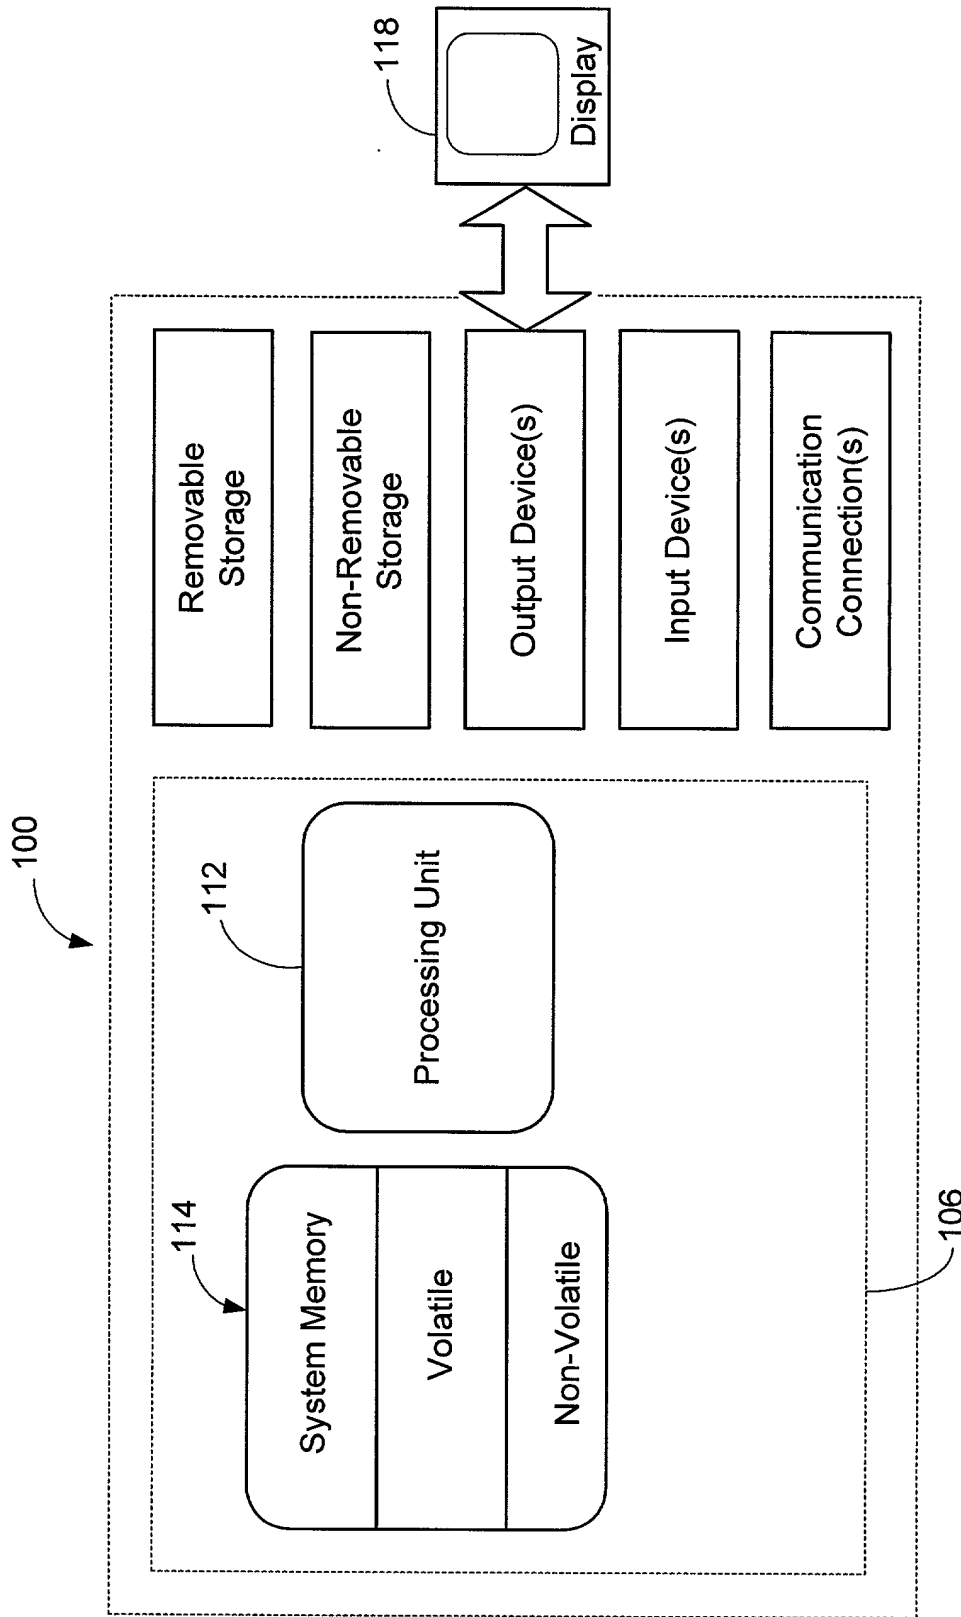 100
114
System Memory
Volatile
Non-Volatile
112
Processing Unit
106
Removable
Storage
Non-Removable
Storage
Output Device(s)
Input Device(s)
Communication
Connection(s)
118
Display